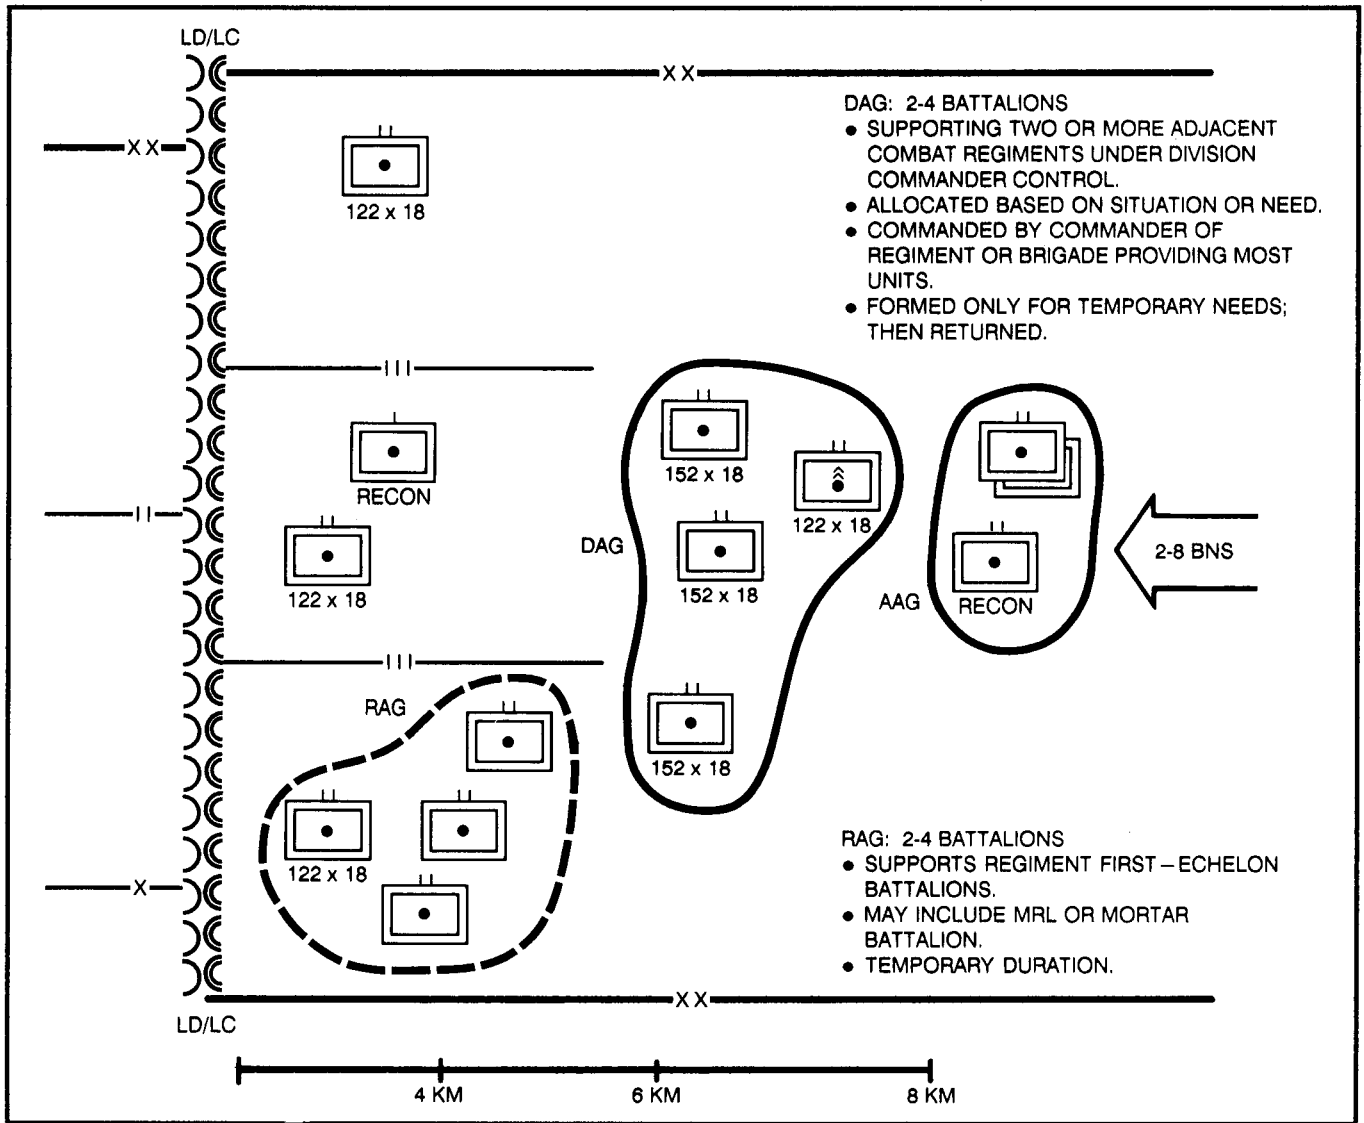 LD/LC
XX
XX
122 x 18
DAG: 2-4 BATTALIONS
● SUPPORTING TWO OR MORE ADJACENT
COMBAT REGIMENTS UNDER DIVISION
COMMANDER CONTROL.
● ALLOCATED BASED ON SITUATION OR NEED.
● COMMANDED BY COMMANDER OF
REGIMENT OR BRIGADE PROVIDING MOST
UNITS.
● FORMED ONLY FOR TEMPORARY NEEDS;
THEN RETURNED.
III
RECON
II
122 x 18
DAG
152 x 18
122 x 18
152 x 18
152 x 18
AAG
RECON
2-8 BNS
III
RAG
122 x 18
X
RAG: 2-4 BATTALIONS
● SUPPORTS REGIMENT FIRST–ECHELON
BATTALIONS.
● MAY INCLUDE MRL OR MORTAR
BATTALION.
● TEMPORARY DURATION.
XX
LD/LC
4 KM
6 KM
8 KM